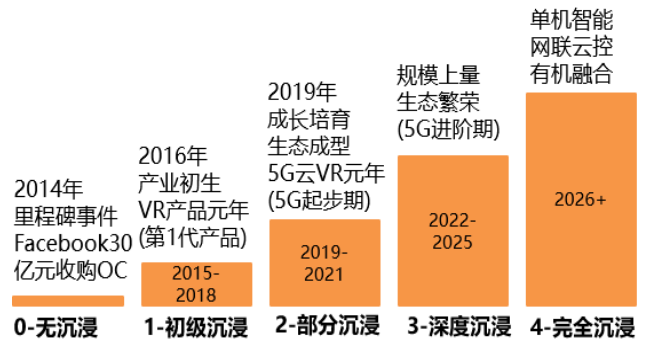 2014年
里程碑事件
Facebook30
亿元收购OC
0-无沉浸
2016年
产业初生
VR产品元年
(第1代产品)
2015-
2018
1-初级沉浸
2019年
成长培育
生态成型
5G云VR元年
(5G起步期)
2019-
2021
2-部分沉浸
规模上量
生态繁荣
(5G进阶期)
2022-
2025
3-深度沉浸
单机智能
网联云控
有机融合
2026+
4-完全沉浸